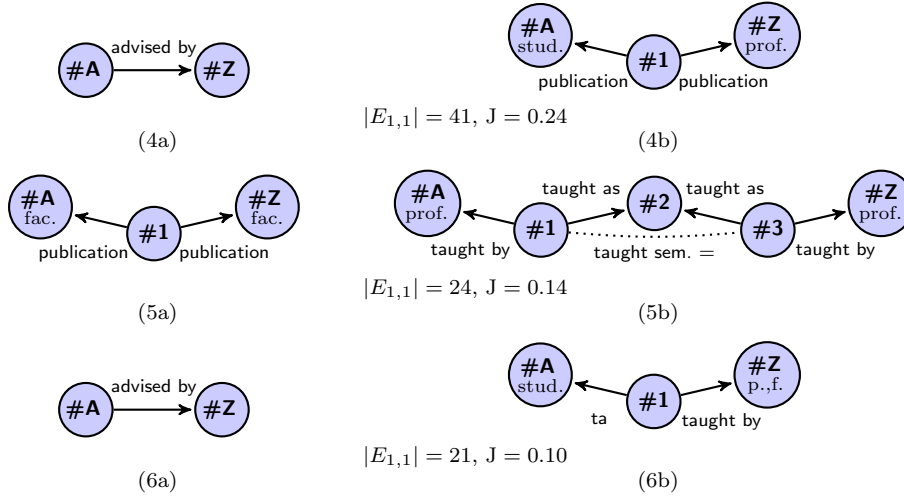 advised by
#A #Z
#A
stud.
#1
#Z
prof.
publication publication
|E1,1| = 41, J = 0.24
(4a) (4b)
#A
fac.
#1
#Z
fac.
publication publication
#A
prof.
taught as #2 taught as
#1 #3
#Z
prof.
taught by taught sem. = taught by
|E1,1| = 24, J = 0.14
(5a) (5b)
advised by
#A #Z
#A
stud.
#1
#Z
p.,f.
ta taught by
|E1,1| = 21, J = 0.10
(6a) (6b)